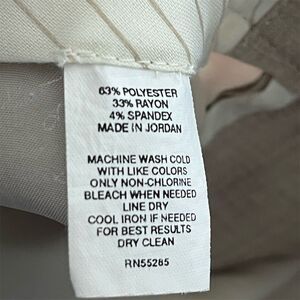 63% POLYESTER
33% RAYON
4% SPANDEX
MADE IN JORDAN
MACHINE WASH COLD
WITH LIKE COLORS
ONLY NON-CHLORINE
BLEACH WHEN NEEDED
LINE DRY
COOL IRON IF NEEDED
FOR BEST RESULTS
DRY CLEAN
RN55285